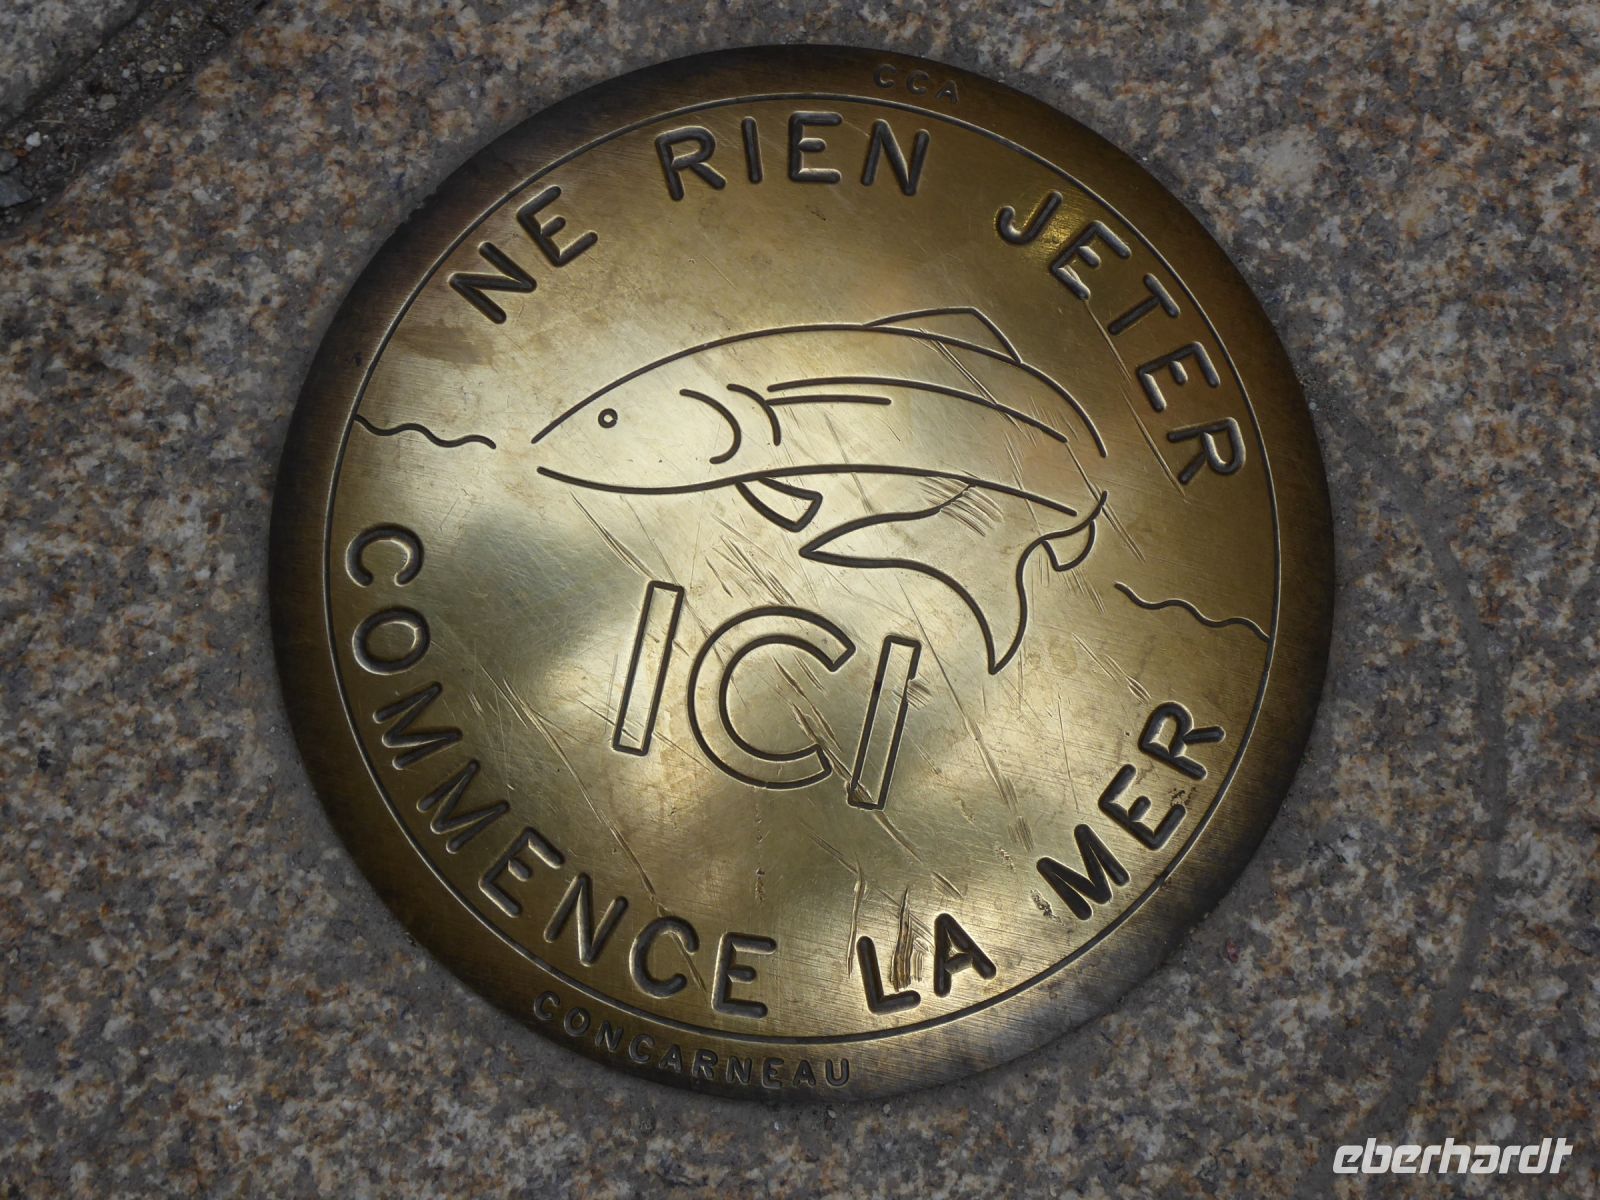 CCA
NE RIEN JETER
ICI
COMMENCE LA MER
CONCARNEAU
eberhardt